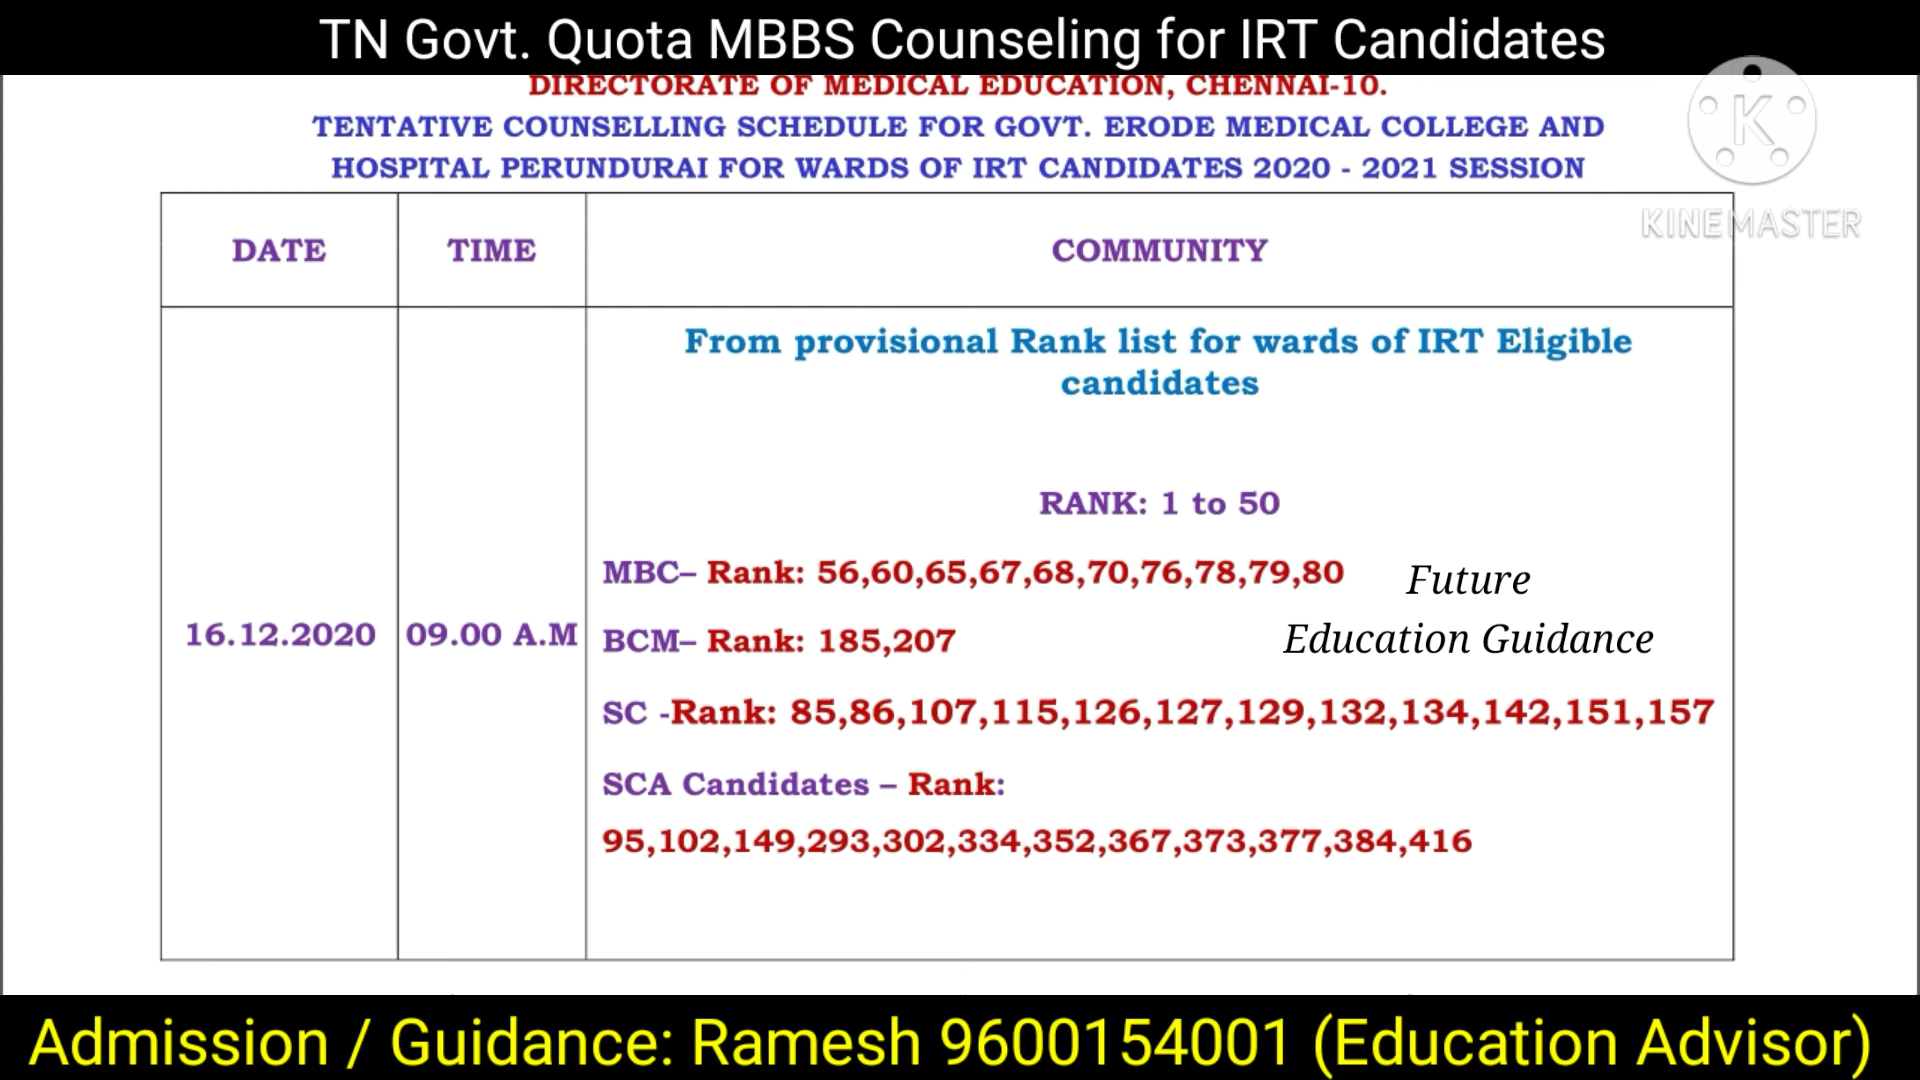 TN Govt. Quota MBBS Counseling for IRT Candidates
DIRECTORATE OF MEDICAL EDUCATION, CHENNAI-10.
TENTATIVE COUNSELLING SCHEDULE FOR GOVT. ERODE MEDICAL COLLEGE AND
HOSPITAL PERUNDURAI FOR WARDS OF IRT CANDIDATES 2020 - 2021 SESSION
K
KINEMASTER
DATE TIME COMMUNITY
From provisional Rank list for wards of IRT Eligible
candidates
RANK: 1 to 50
MBC– Rank: 56,60,65,67,68,70,76,78,79,80
Future
Education Guidance
16.12.2020 09.00 A.M BCM– Rank: 185,207
SC -Rank: 85,86,107,115,126,127,129,132,134,142,151,157
SCA Candidates – Rank:
95,102,149,293,302,334,352,367,373,377,384,416
Admission / Guidance: Ramesh 9600154001 (Education Advisor)